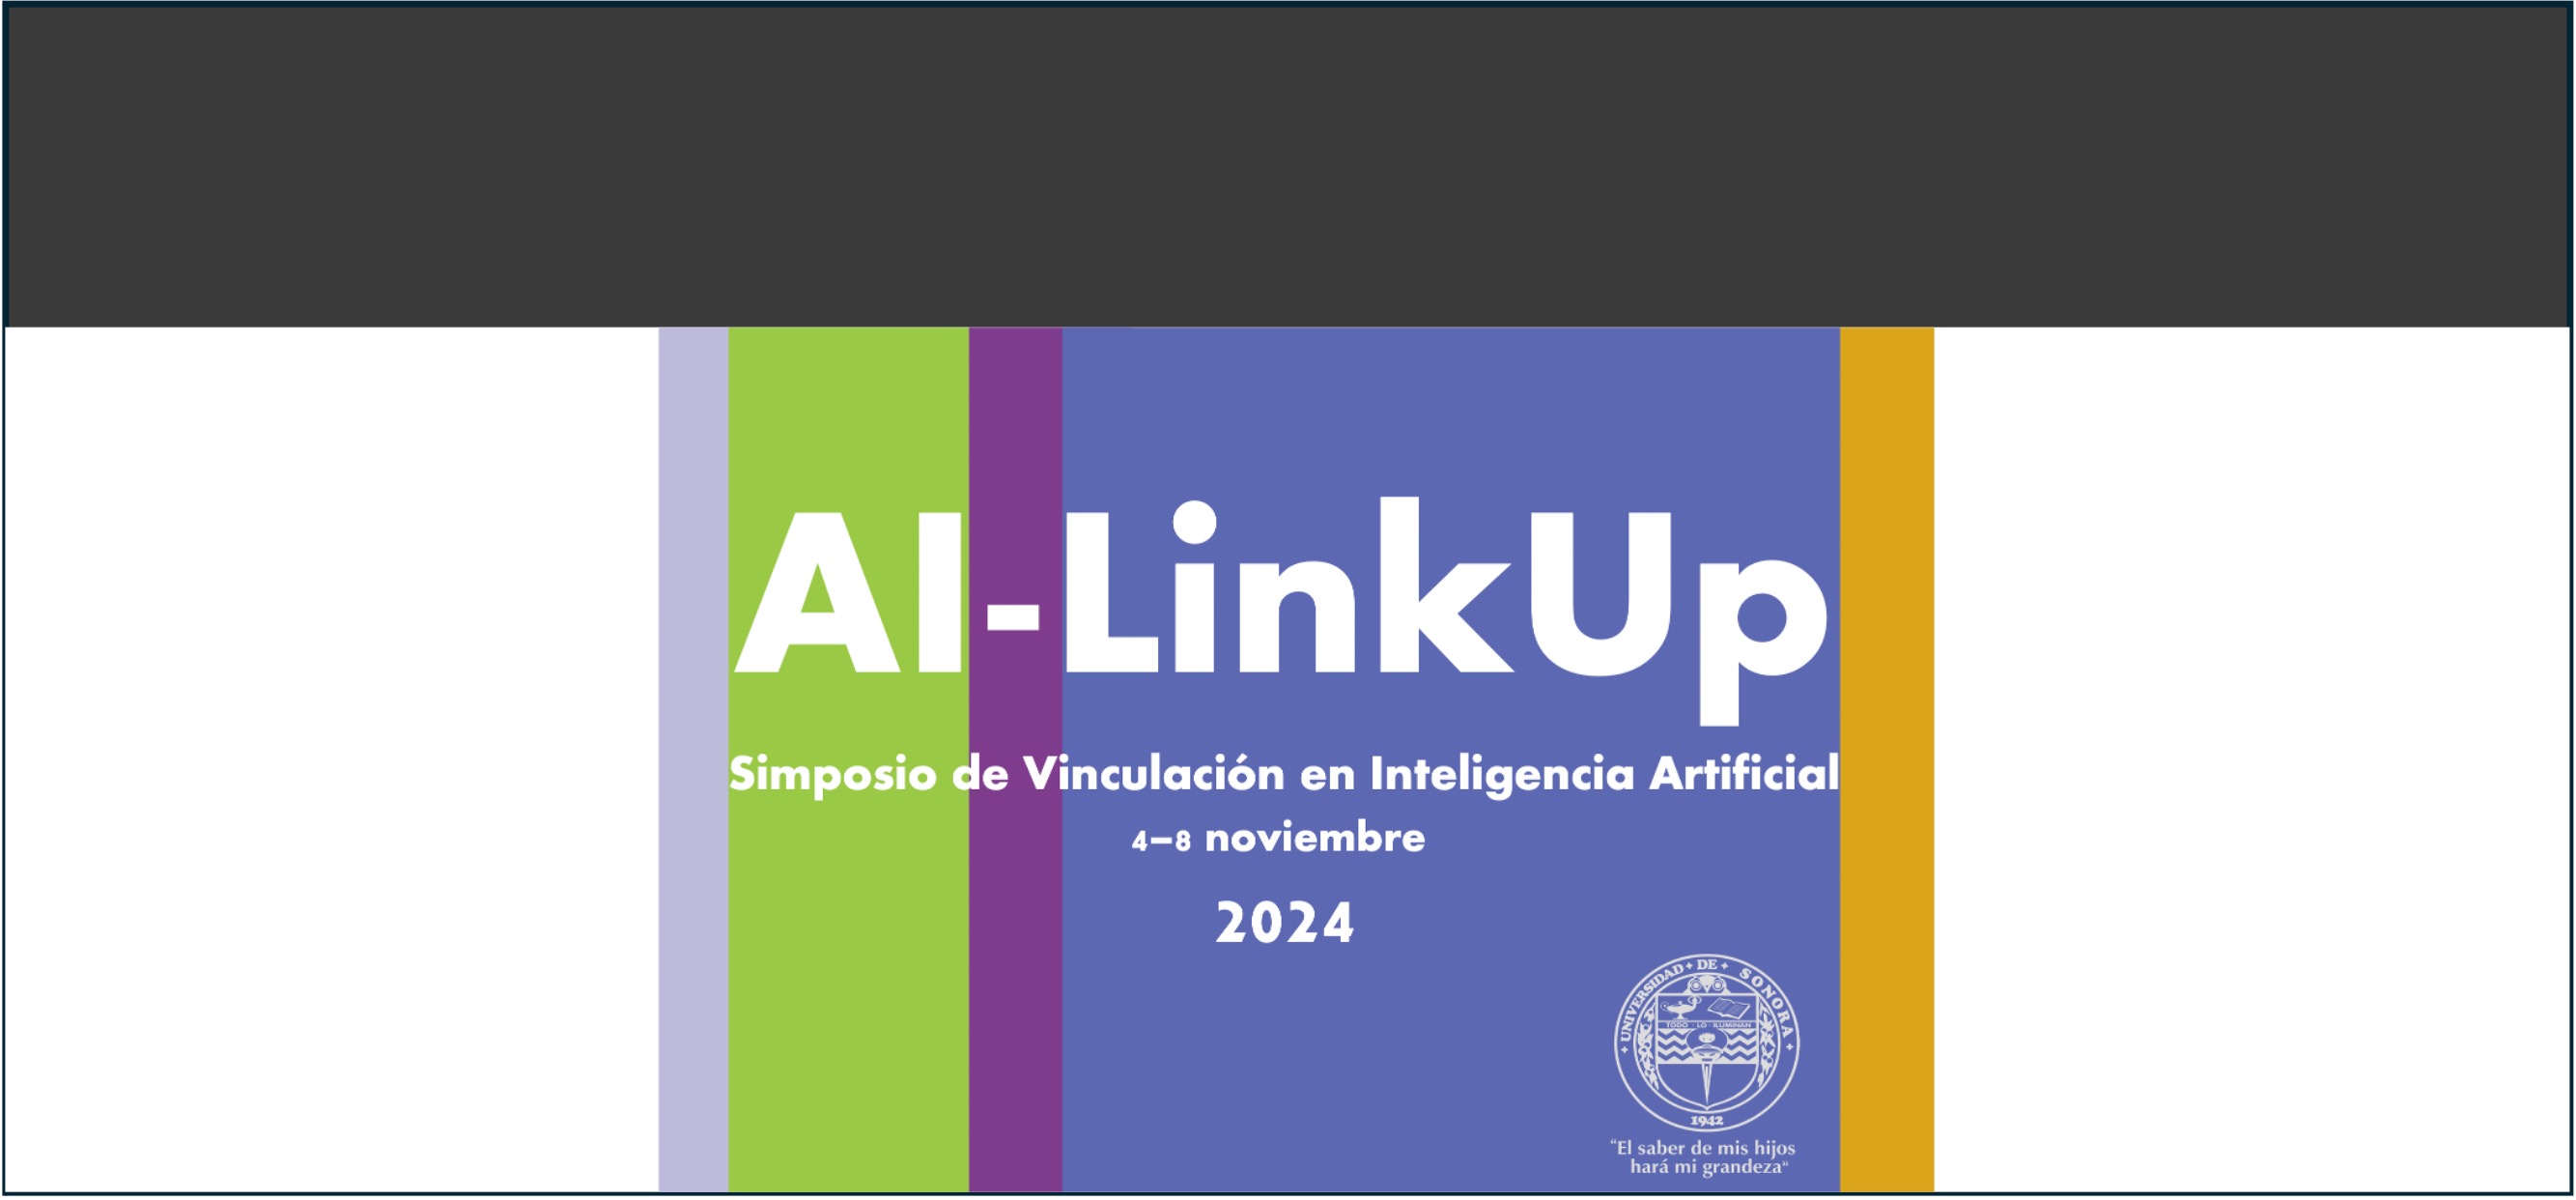 AI-LinkUp
Simposio de Vinculación en Inteligencia Artificial
4–8 noviembre
2024
UNIVERSIDAD + DE + SONORA
TODO · LO · ILUMINAN
1942
"El saber de mis hijos
hará mi grandeza"